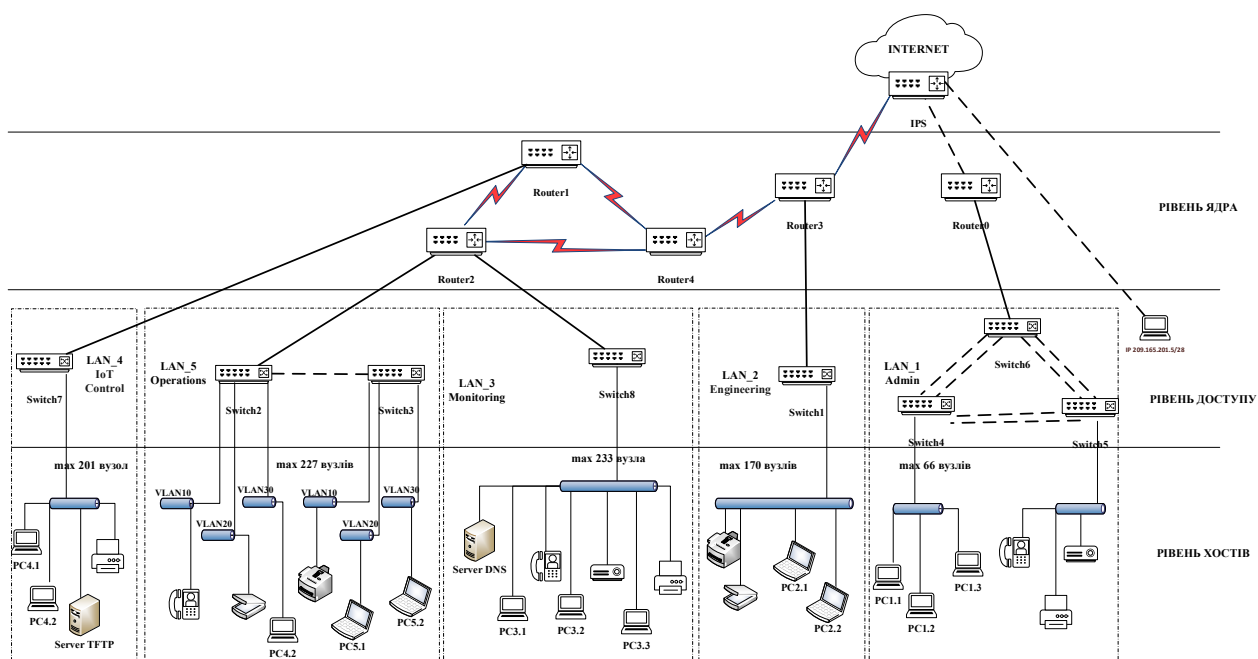 INTERNET
IPS
Router1
Router3
Router0
РІВЕНЬ ЯДРА
Router2
Router4
IP 209.165.201.5/28
LAN_4
IoT
Control
Switch7
LAN_5
Operations
Switch2
Switch3
LAN_3
Monitoring
Switch8
LAN_2
Engineering
Switch1
LAN_1
Admin
Switch6
Switch4
Switch5
РІВЕНЬ ДОСТУПУ
max 201 вузол
max 227 вузлів
max 233 вузла
max 170 вузлів
max 66 вузлів
VLAN10
VLAN30
VLAN10
VLAN30
VLAN20
VLAN20
РІВЕНЬ ХОСТІВ
PC4.1
PC4.2
Server TFTP
PC4.2
PC5.1
PC5.2
Server DNS
PC3.1
PC3.2
PC3.3
PC2.1
PC2.2
PC1.1
PC1.2
PC1.3